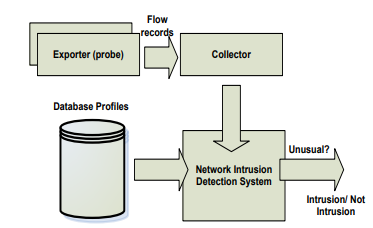 Flow
records
Exporter (probe)
Collector
Database Profiles
Network Intrusion
Detection System
Unusual?
Intrusion/ Not
Intrusion